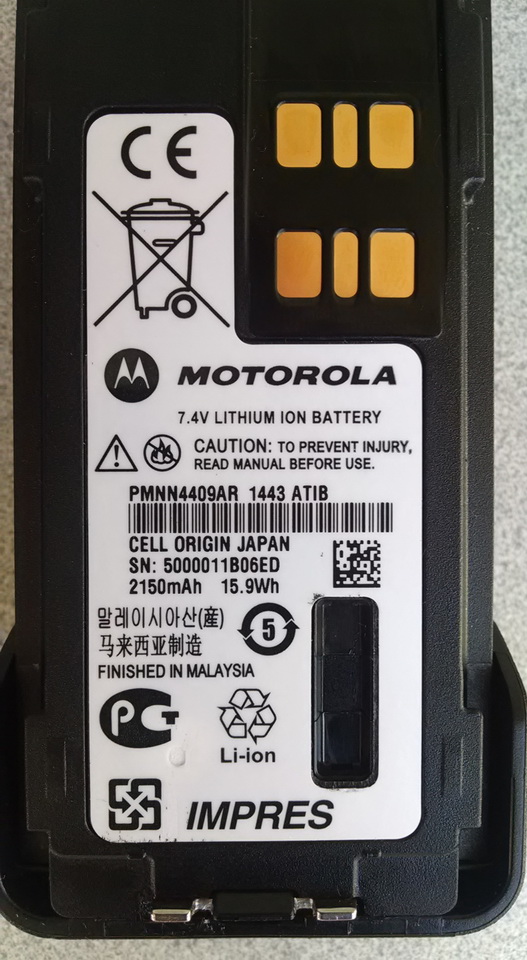 CE
MOTOROLA
7.4V LITHIUM ION BATTERY
CAUTION: TO PREVENT INJURY,
READ MANUAL BEFORE USE.
PMNN4409AR 1443 ATIB
CELL ORIGIN JAPAN
SN: 5000011B06ED
2150mAh 15.9Wh
말레이시아산(産)
马来西亚制造
5
FINISHED IN MALAYSIA
PG
Li-ion
IMPRES